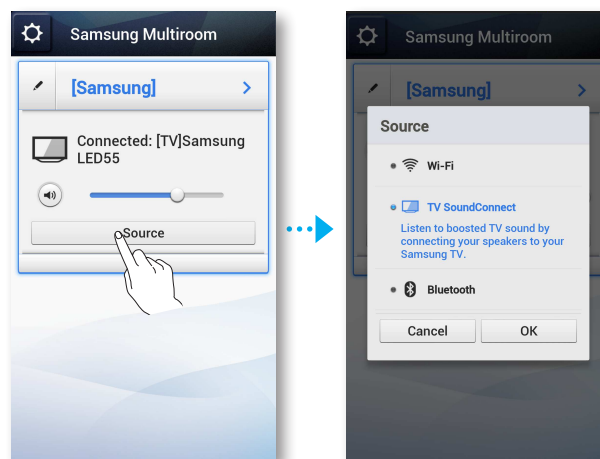 Samsung Multiroom
[Samsung]
Connected: [TV]Samsung
LED55
Source
Samsung Multiroom
[Samsung]
Source
Wi-Fi
TV SoundConnect
Listen to boosted TV sound by
connecting your speakers to your
Samsung TV.
Bluetooth
Cancel
OK